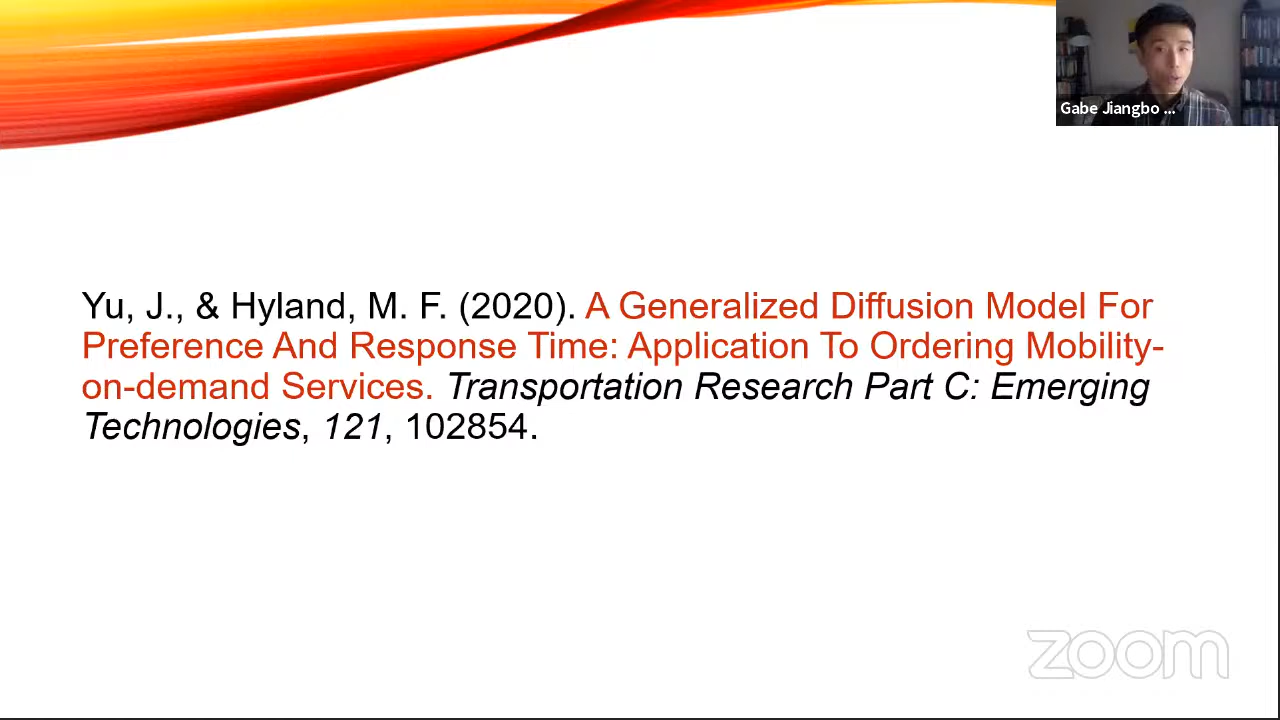 Gabe Jiangbo ...
Yu, J., & Hyland, M. F. (2020). A Generalized Diffusion Model For
Preference And Response Time: Application To Ordering Mobility-
on-demand Services. Transportation Research Part C: Emerging
Technologies, 121, 102854.
zoom